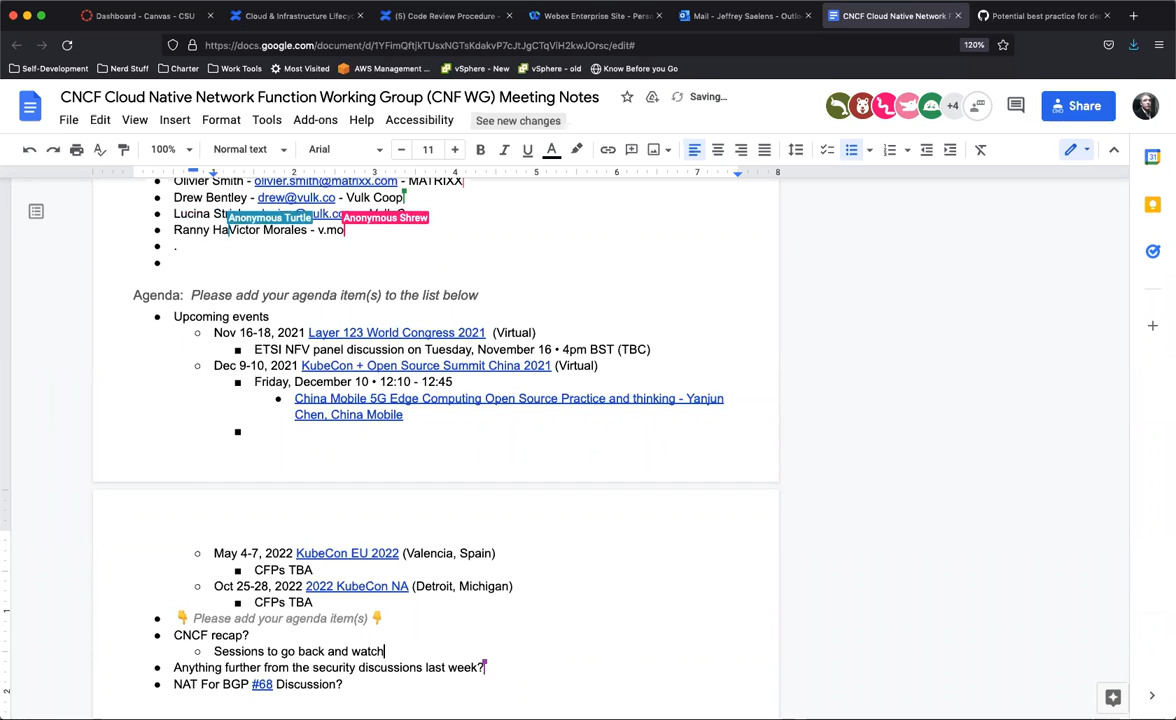 Dashboard - Canvas - CSU
Cloud & Infrastructure Lifecyc
(5) Code Review Procedure -
Webex Enterprise Site - Pers
Mail - Jeffrey Saelens - Outlo
CNCF Cloud Native Network F
Potential best practice for de
https://docs.google.com/document/d/1YFimQftjkTUsxNGTsKdakvP7cJtJgCTqViH2kwJOrsc/edit#
120%
Self-Development
Nerd Stuff
Charter
Work Tools
Most Visited
AWS Management ...
vSphere - New
vSphere - old
Know Before you Go
CNCF Cloud Native Network Function Working Group (CNF WG) Meeting Notes
Saving...
+4
Share
File Edit View Insert Format Tools Add-ons Help Accessibility
See new changes
100% Normal text Arial 11 B I U A
1 2 3 4 5 6 7 8
Olivier Smith - olivier.smith@matrixx.com - MATRIXX
Drew Bentley - drew@vulk.co - Vulk Coop
Anonymous Turtle
Anonymous Shrew
Ranny HaVictor Morales - v.mo
.
Agenda: Please add your agenda item(s) to the list below
Upcoming events
Nov 16-18, 2021 Layer 123 World Congress 2021 (Virtual)
ETSI NFV panel discussion on Tuesday, November 16 • 4pm BST (TBC)
Dec 9-10, 2021 KubeCon + Open Source Summit China 2021 (Virtual)
Friday, December 10 • 12:10 - 12:45
China Mobile 5G Edge Computing Open Source Practice and thinking - Yanjun
Chen, China Mobile
May 4-7, 2022 KubeCon EU 2022 (Valencia, Spain)
CFPs TBA
Oct 25-28, 2022 2022 KubeCon NA (Detroit, Michigan)
CFPs TBA
👇 Please add your agenda item(s) 👇
CNCF recap?
Sessions to go back and watch
Anything further from the security discussions last week?
NAT For BGP #68 Discussion?